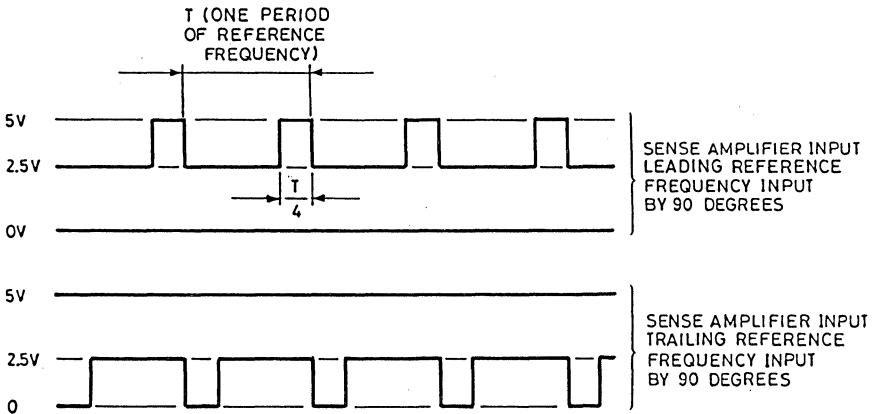 T (ONE PERIOD
OF REFERENCE
FREQUENCY)
5V
2.5V
T
4
0V
SENSE AMPLIFIER INPUT
LEADING REFERENCE
FREQUENCY INPUT
BY 90 DEGREES
5V
2.5V
0
SENSE AMPLIFIER INPUT
TRAILING REFERENCE
FREQUENCY INPUT
BY 90 DEGREES